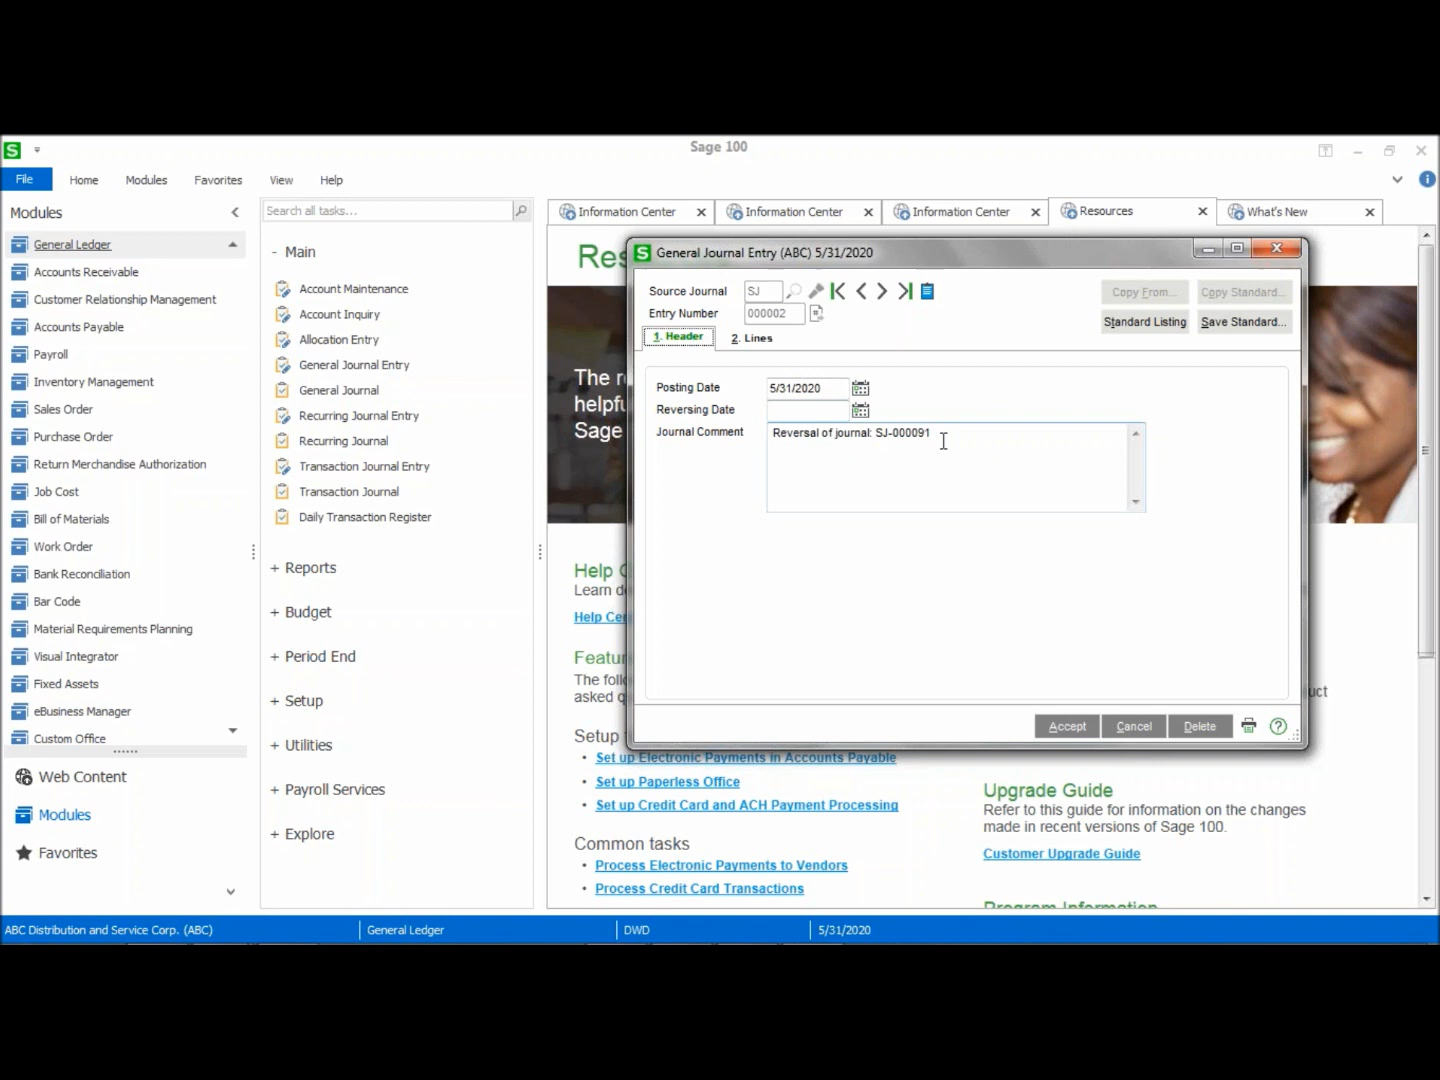 S
Sage 100
File
Home
Modules
Favorites
View
Help
Modules
General Ledger
Accounts Receivable
Customer Relationship Management
Accounts Payable
Payroll
Inventory Management
Sales Order
Purchase Order
Return Merchandise Authorization
Job Cost
Bill of Materials
Work Order
Bank Reconciliation
Bar Code
Material Requirements Planning
Visual Integrator
Fixed Assets
eBusiness Manager
Custom Office
Web Content
Modules
Favorites
Search all tasks...
- Main
Account Maintenance
Account Inquiry
Allocation Entry
General Journal Entry
General Journal
Recurring Journal Entry
Recurring Journal
Transaction Journal Entry
Transaction Journal
Daily Transaction Register
+ Reports
+ Budget
+ Period End
+ Setup
+ Utilities
+ Payroll Services
+ Explore
Information Center
Information Center
Information Center
Resources
What's New
S General Journal Entry (ABC) 5/31/2020
Source Journal SJ
Copy From...
Copy Standard...
Entry Number 000002
Standard Listing
Save Standard...
1. Header
2. Lines
Posting Date 5/31/2020
Reversing Date
Journal Comment Reversal of journal: SJ-000091
Accept
Cancel
Delete
Res
The
helpfu
Sage
Help
Learn
Help Ce
Featur
The foll
asked
uct
Setup
• Set up Electronic Payments in Accounts Payable
• Set up Paperless Office
• Set up Credit Card and ACH Payment Processing
Common tasks
• Process Electronic Payments to Vendors
• Process Credit Card Transactions
Upgrade Guide
Refer to this guide for information on the changes
made in recent versions of Sage 100.
Customer Upgrade Guide
Program Information
ABC Distribution and Service Corp. (ABC)
General Ledger
DWD
5/31/2020